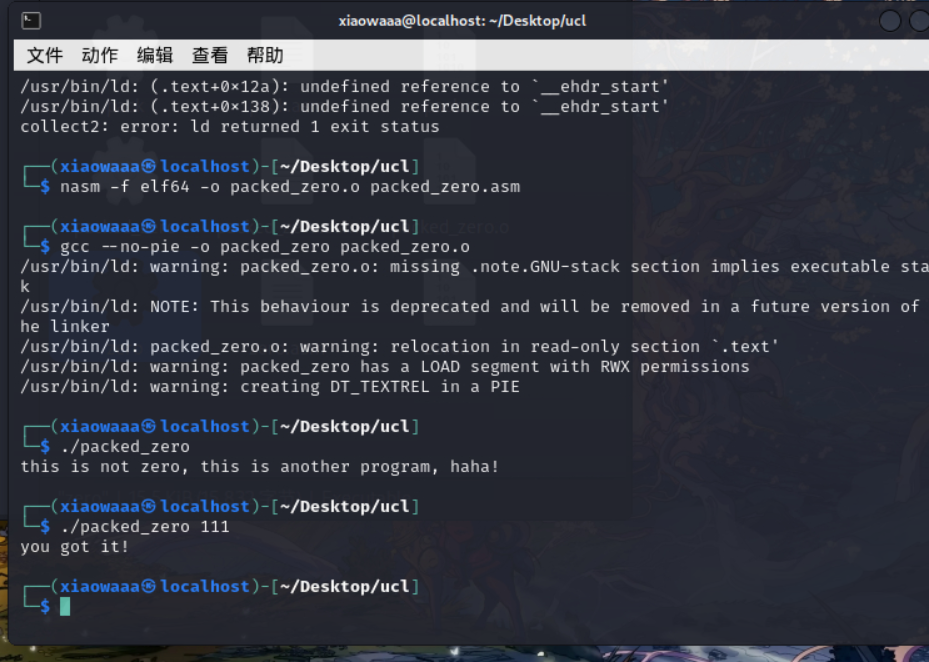 xiaowaaa@localhost: ~/Desktop/ucl
文件 动作 编辑 查看 帮助
/usr/bin/ld: (.text+0×12a): undefined reference to `__ehdr_start'
/usr/bin/ld: (.text+0×138): undefined reference to `__ehdr_start'
collect2: error: ld returned 1 exit status
┌──(xiaowaaa㉿localhost)-[~/Desktop/ucl]
└─$ nasm -f elf64 -o packed_zero.o packed_zero.asm
┌──(xiaowaaa㉿localhost)-[~/Desktop/ucl]
└─$ gcc --no-pie -o packed_zero packed_zero.o
/usr/bin/ld: warning: packed_zero.o: missing .note.GNU-stack section implies executable sta
k
/usr/bin/ld: NOTE: This behaviour is deprecated and will be removed in a future version of
he linker
/usr/bin/ld: packed_zero.o: warning: relocation in read-only section `.text'
/usr/bin/ld: warning: packed_zero has a LOAD segment with RWX permissions
/usr/bin/ld: warning: creating DT_TEXTREL in a PIE
┌──(xiaowaaa㉿localhost)-[~/Desktop/ucl]
└─$ ./packed_zero
this is not zero, this is another program, haha!
┌──(xiaowaaa㉿localhost)-[~/Desktop/ucl]
└─$ ./packed_zero 111
you got it!
┌──(xiaowaaa㉿localhost)-[~/Desktop/ucl]
└─$